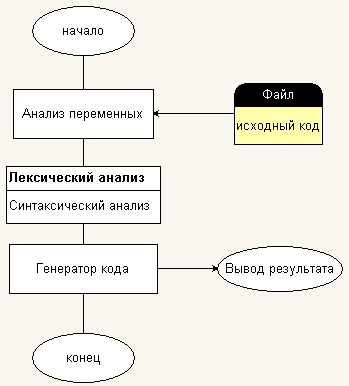 начало
Анализ переменных
Файл
исходный код
Лексический анализ
Синтаксический анализ
Генератор кода
Вывод результата
конец